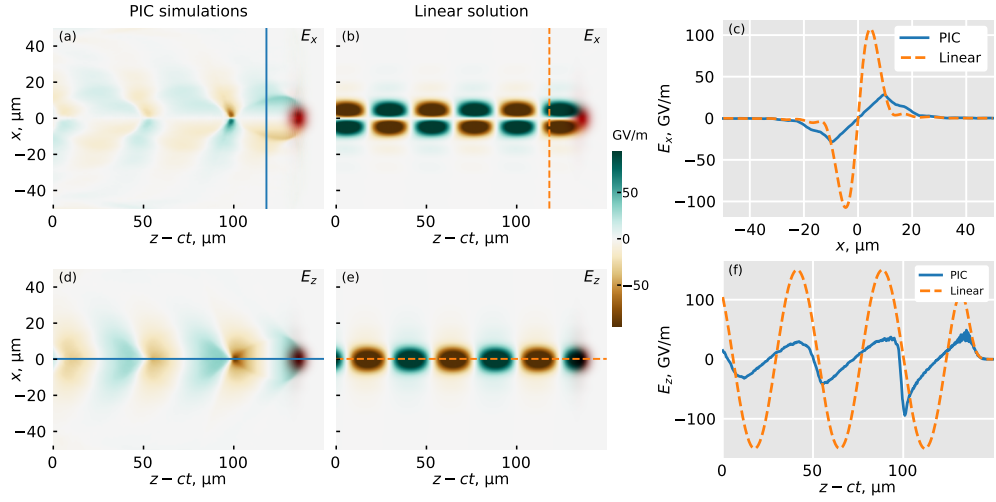 PIC simulations
Linear solution
(a)
E_x
40
20
0
−20
−40
x, μm
0
50
100
z − ct, μm
(b)
E_x
0
50
100
z − ct, μm
GV/m
50
0
−50
(c)
PIC
Linear
100
50
0
−50
−100
E_x, GV/m
−40
−20
0
20
40
x, μm
(d)
E_z
40
20
0
−20
−40
x, μm
0
50
100
z − ct, μm
(e)
E_z
0
50
100
z − ct, μm
(f)
PIC
Linear
100
0
−100
E_z, GV/m
0
50
100
z − ct, μm